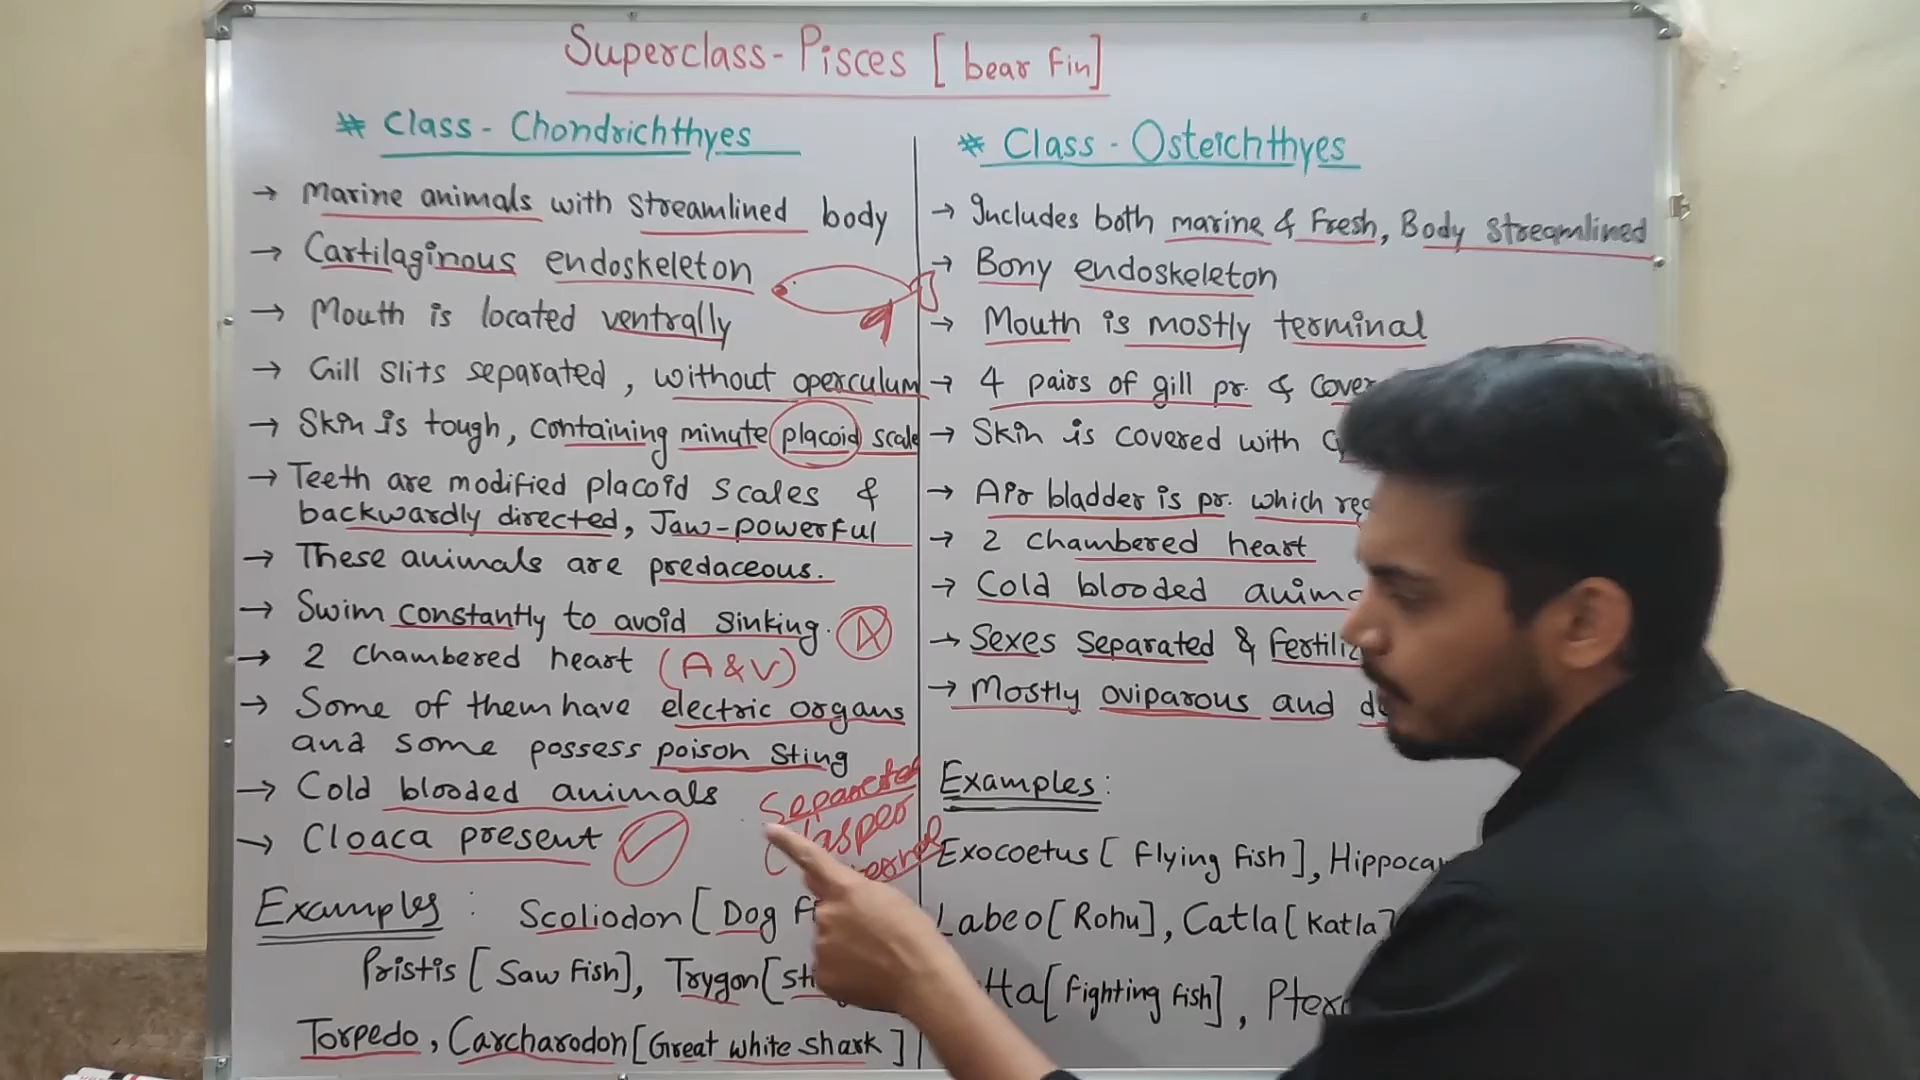 Superclass - Pisces [bear fin]
* Class - Chondrichthyes
→ Marine animals with streamlined body
→ Cartilaginous endoskeleton
→ Mouth is located ventrally
→ Gill slits separated, without operculum
→ Skin is tough, containing minute placoid scale
→ Teeth are modified placoid scales &
backwardly directed, Jaw-powerful
→ These animals are predaceous.
→ Swim constantly to avoid sinking.
→ 2 chambered heart (A & V)
→ Some of them have electric organs
and some possess poison sting
→ Cold blooded animals
→ Cloaca present
Separeted
Examples: Scoliodon [Dog
Pristis [Saw fish], Trygon [
Torpedo, Carcharodon [Great white shark]
* Class - Osteichthyes
→ Includes both marine & Fresh, Body streamlined
→ Bony endoskeleton
→ Mouth is mostly terminal
→ 4 pairs of gill pr. &
→ Skin is covered with
→ Air bladder is pr. which
→ 2 chambered heart
→ Cold blooded
→ Sexes separated &
→ Mostly oviparous and
Examples:
Exocoetus [Flying fish],
Labeo [Rohu], Catla [Katla]
[Fighting fish],